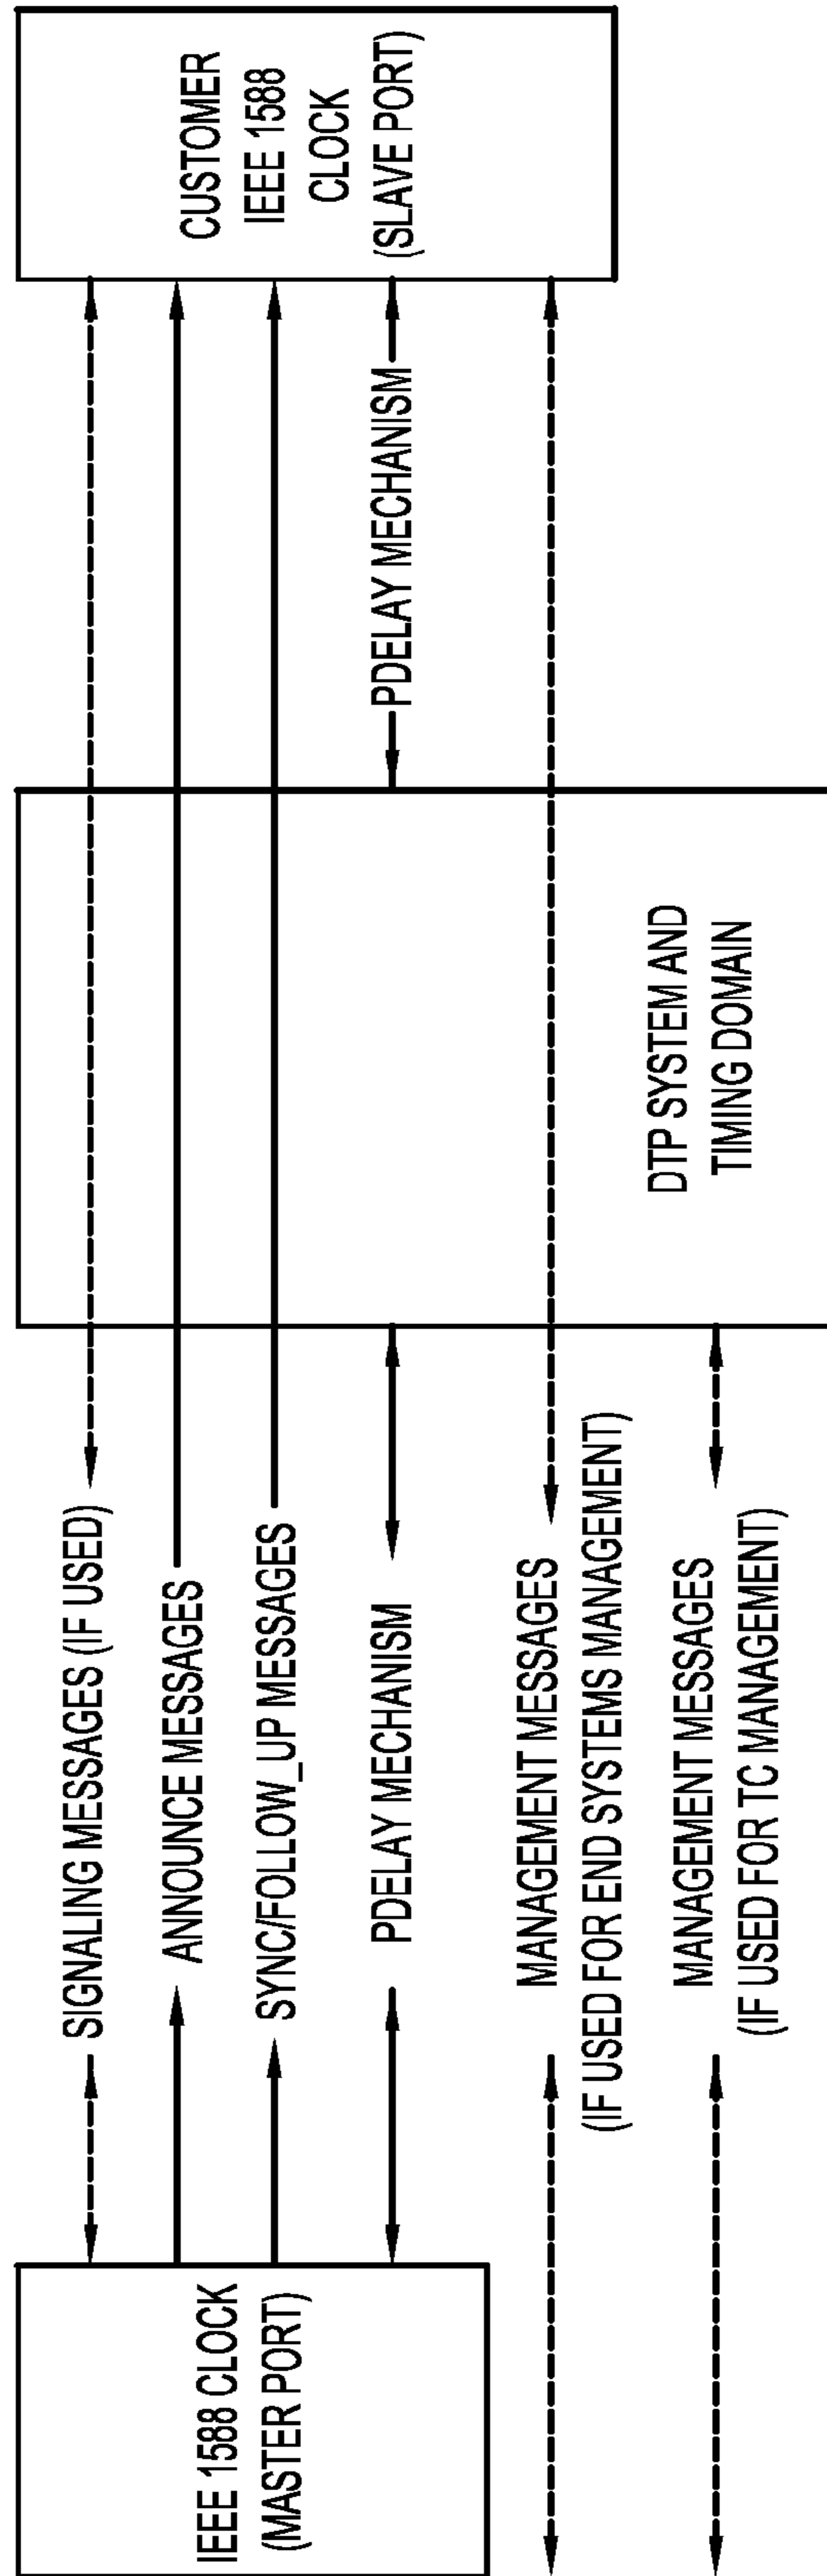 IEEE 1588 CLOCK
(MASTER PORT)
SIGNALING MESSAGES (IF USED)
ANNOUNCE MESSAGES
SYNC/FOLLOW_UP MESSAGES
PDELAY MECHANISM
MANAGEMENT MESSAGES
(IF USED FOR END SYSTEMS MANAGEMENT)
MANAGEMENT MESSAGES
(IF USED FOR TC MANAGEMENT)
DTP SYSTEM AND
TIMING DOMAIN
PDELAY MECHANISM
CUSTOMER
IEEE 1588
CLOCK
(SLAVE PORT)